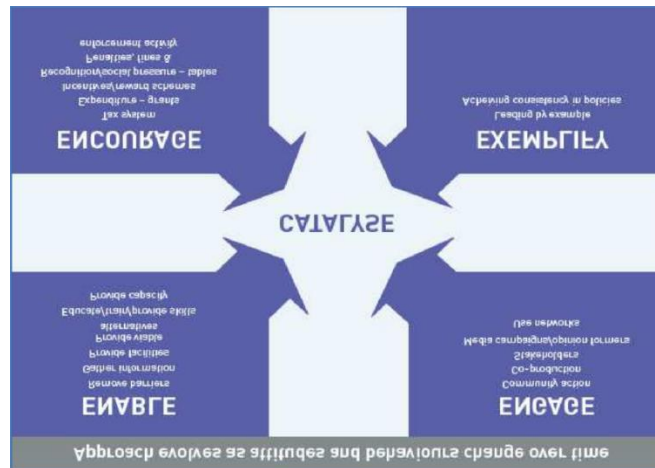 Approach evolves as attitudes and behaviours change over time
ENABLE
Remove barriers
Gather information
Provide facilities
Provide viable
alternatives
Educate/train/provide skills
Provide capacity
ENGAGE
Community action
Co-production
Stakeholders
Media campaigns/opinion formers
Use networks
CATALYSE
ENCOURAGE
Tax system
Expenditure – grants
Incentives/reward schemes
Recognition/social pressure – tables
Penalties, fines &
enforcement activity
EXEMPLIFY
Leading by example
Acheiving consistency in policies